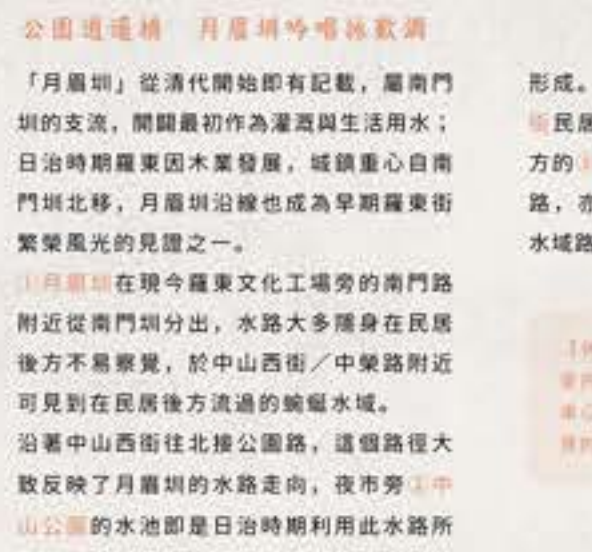 公園逍遙繞 月眉圳吟唱
「月眉圳」從清代開始即有記載，屬南門
圳的支流，開闢最初作為灌溉與生活用水；
日治時期羅東因木業發展，城鎮重心自南
門圳北移，月眉圳沿線也成為早期羅東街
繁榮風光的見證之一。
①月眉圳在現今羅東文化工場旁的南門路
附近從南門圳分出，水路大多隱身在民居
後方不易察覺，於中山西街／中榮路附近
可見到在民居後方流過的蜿蜒水域。
沿著中山西街往北接公園路，這個路徑大
致反映了月眉圳的水路走向，夜市旁②中
山公園的水池即是日治時期利用此水路所
形成。
民居
方的
路，亦
水域路